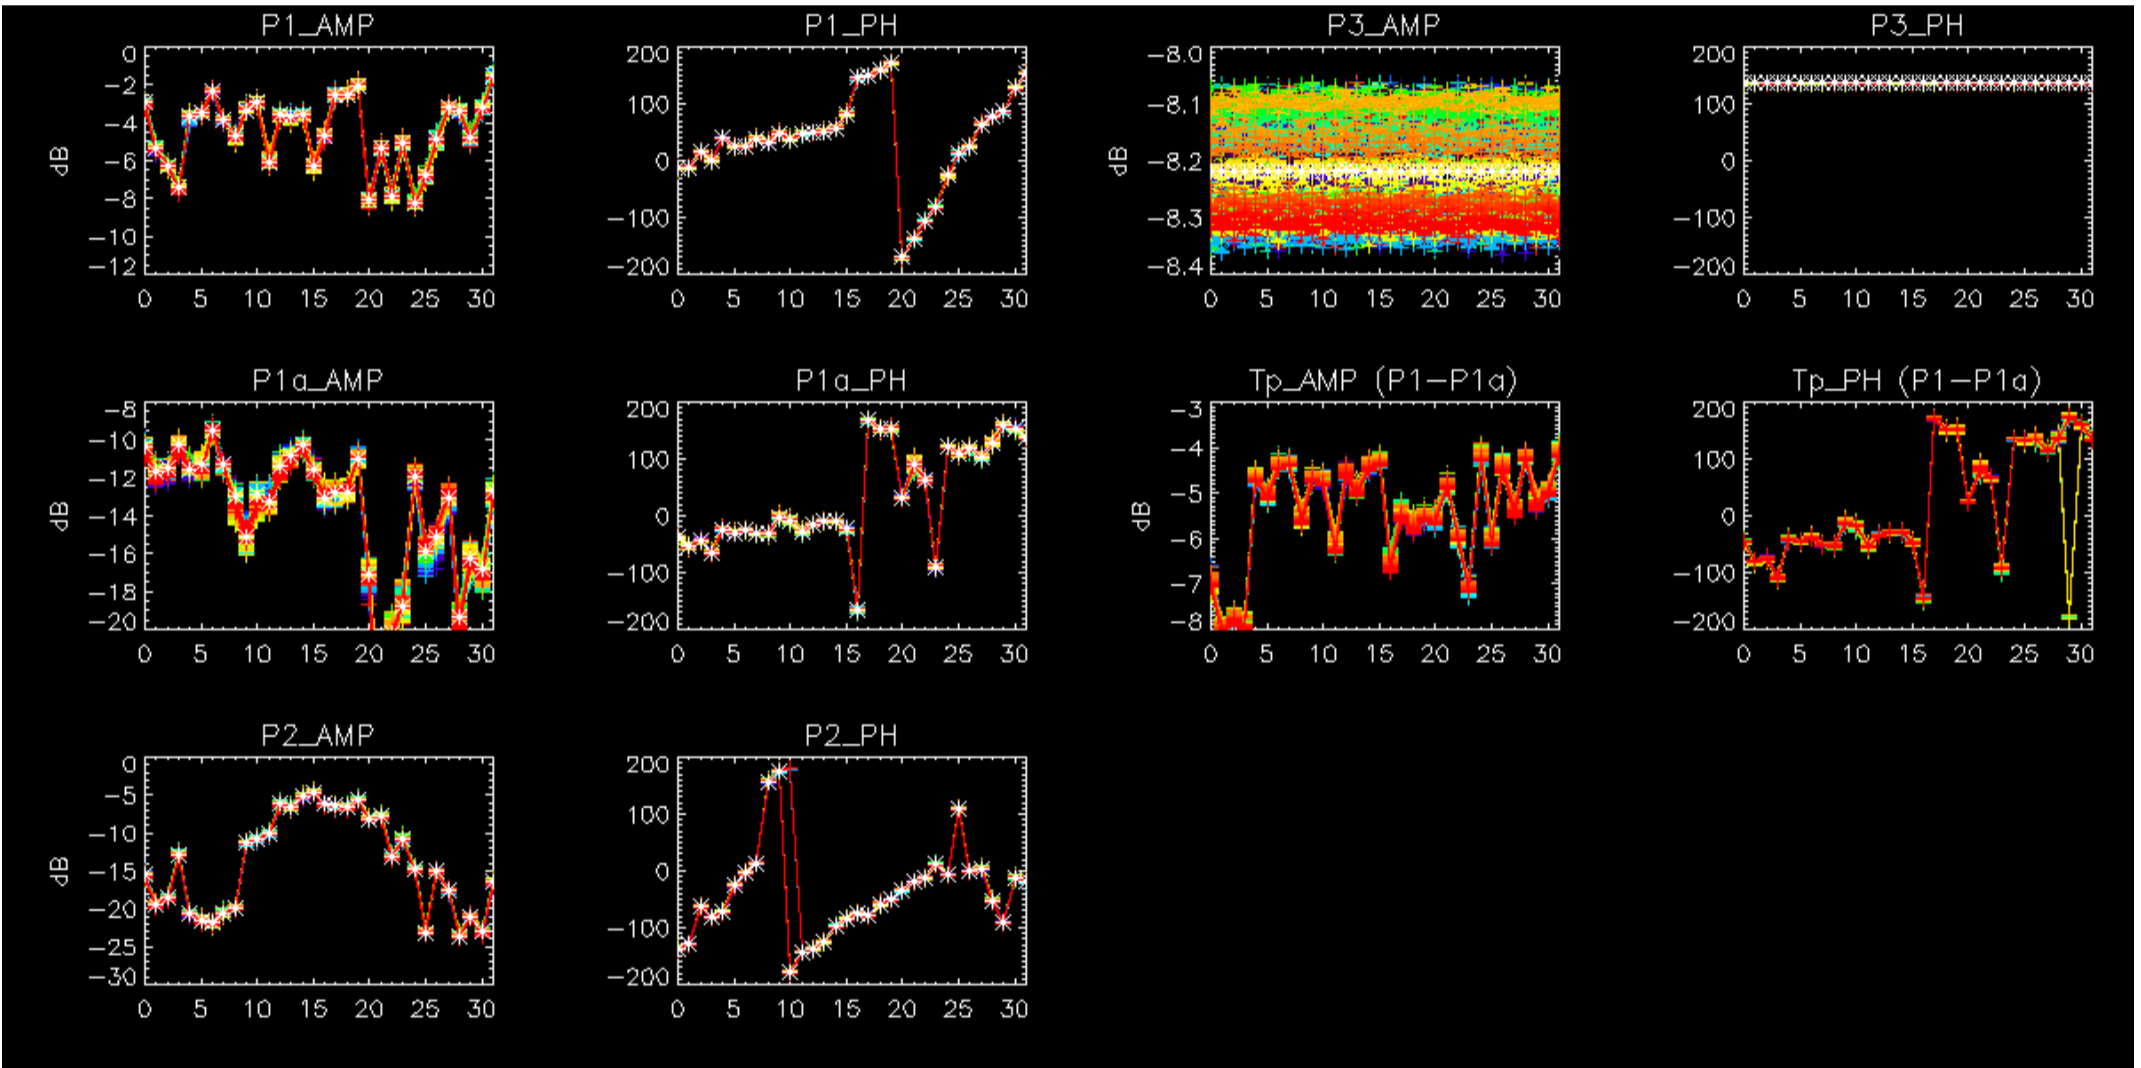 P1_AMP
0
-2
-4
-6
-8
-10
-12
dB
0 5 10 15 20 25 30
P1_PH
200
100
0
-100
-200
0 5 10 15 20 25 30
P3_AMP
-8.0
-8.1
-8.2
-8.3
-8.4
dB
0 5 10 15 20 25 30
P3_PH
200
100
0
-100
-200
0 5 10 15 20 25 30
P1a_AMP
-8
-10
-12
-14
-16
-18
-20
dB
0 5 10 15 20 25 30
P1a_PH
200
100
0
-100
-200
0 5 10 15 20 25 30
Tp_AMP (P1-P1a)
-3
-4
-5
-6
-7
-8
dB
0 5 10 15 20 25 30
Tp_PH (P1-P1a)
200
100
0
-100
-200
0 5 10 15 20 25 30
P2_AMP
0
-5
-10
-15
-20
-25
-30
dB
0 5 10 15 20 25 30
P2_PH
200
100
0
-100
-200
0 5 10 15 20 25 30